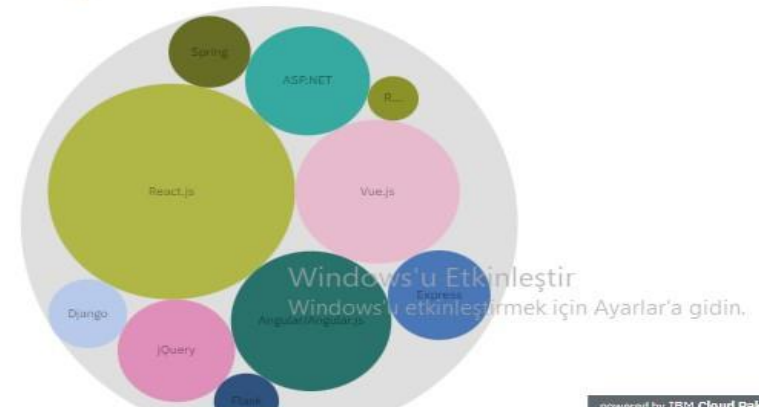 Spring
ASP.NET
R...
React.js
Vue.js
Windows'u Etkinleştir
Windows'u etkinleştirmek için Ayarlar'a gidin.
Express
Django
Angular/Angular.js
jQuery
Flask
powered by IBM Cloud Pak